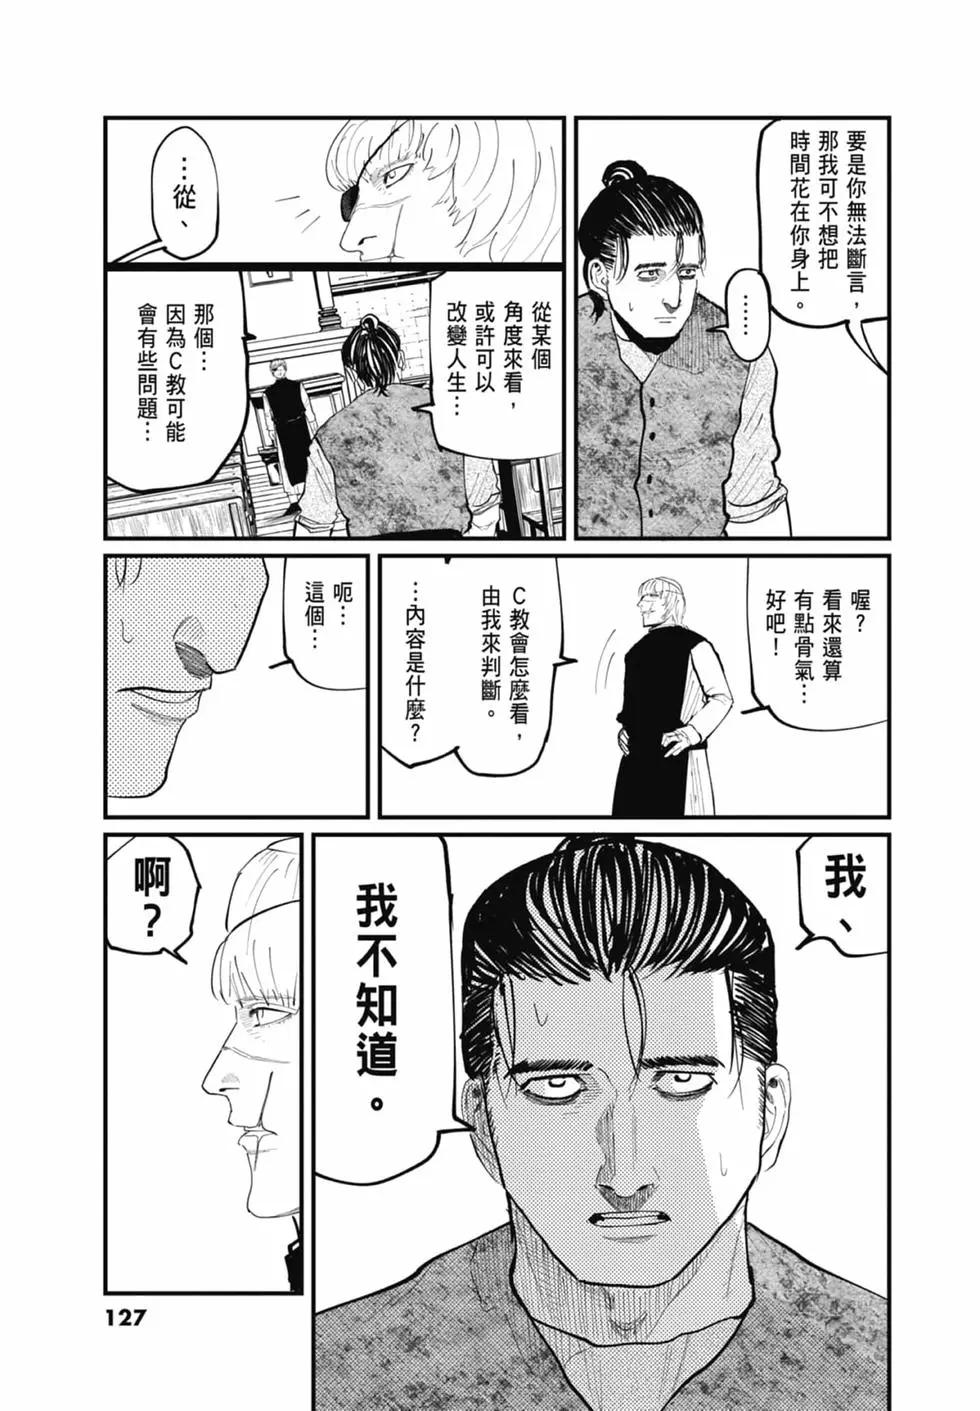 要是你無法斷言，
那我可不想把
時間花在你身上。
……
…從、
從某個
角度來看，
或許可以
改變人生…
那個…
因為C教可能
會有些問題…
喔？
看來還算
有點骨氣…
好吧！
C教會怎麼看，
由我來判斷。
…內容是什麼？
呃…
這個…
我、
我不知道。
啊？
127